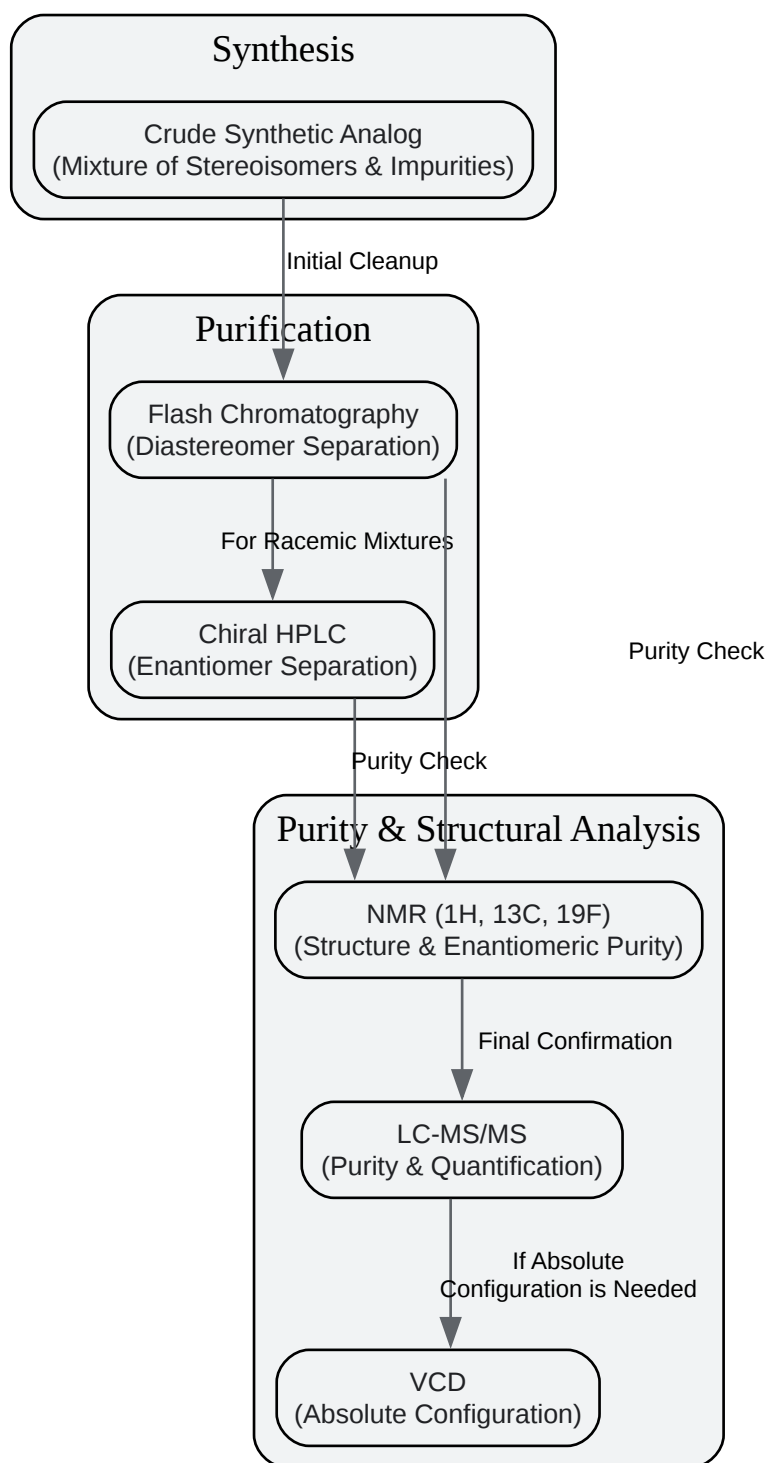 Synthesis
Crude Synthetic Analog
(Mixture of Stereoisomers & Impurities)
Initial Cleanup
Purification
Flash Chromatography
(Diastereomer Separation)
For Racemic Mixtures
Chiral HPLC
(Enantiomer Separation)
Purity Check
Purity Check
Purity & Structural Analysis
NMR (1H, 13C, 19F)
(Structure & Enantiomeric Purity)
Final Confirmation
LC-MS/MS
(Purity & Quantification)
If Absolute
Configuration is Needed
VCD
(Absolute Configuration)